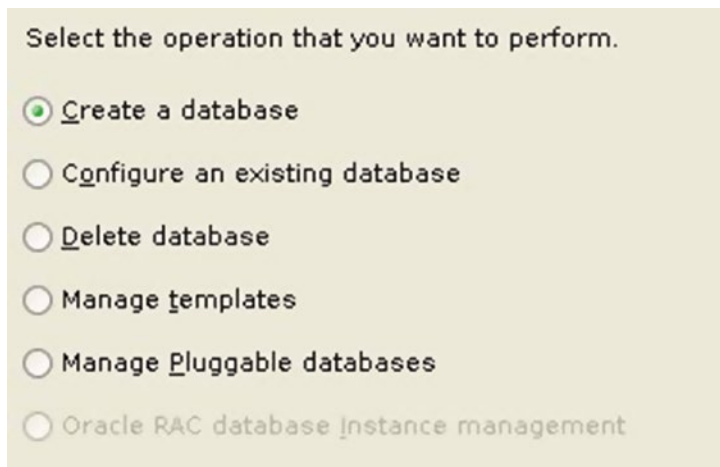 Select the operation that you want to perform.
Create a database
Configure an existing database
Delete database
Manage templates
Manage Pluggable databases
Oracle RAC database Instance management